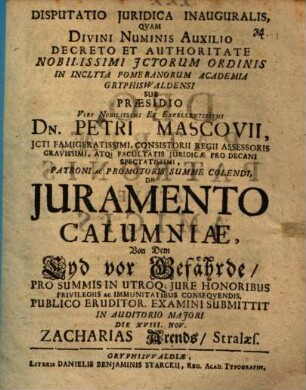 DISPUTATIO JURIDICA INAUGURALIS,
34.
QVAM
DIVINI NUMINIS AUXILIO
DECRETO ET AUTHORITATE
NOBILISSIMI JCTORUM ORDINIS
IN INCLYTA POMERANORUM ACADEMIA
GRYPHISWALDENSI
SUB
PRÆSIDIO
VIRI NOBILISSIMI ET EXCELLENTISSIMI
DN. PETRI MASCOVII,
JCTI FAMIGERATISSIMI, CONSISTORII REGII ASSESSORIS
GRAVISSIMI, ATQ; FACULTATIS JURIDICÆ PRO DECANI
SPECTATISSIMI,
PATRONI AC PROMOTORIS SUMME COLENDI,
DE
JURAMENTO
CALUMNIÆ,
Von Dem
Eyd vor Gefährde/
PRO SUMMIS IN UTROQ; JURE HONORIBUS
PRIVILEGIIS AC IMMUNITATIBUS CONSEQVENDIS,
PUBLICO ERUDITOR. EXAMINI SUBMITTIT
IN AUDITORIO MAJORI
DIE XVIII. NOV.
ZACHARIAS Arends/ Stralæs.
GRYPHISWALDIÆ,
LITERIS DANIELIS BENJAMINIS STARCKII, REG. ACAD. TYPOGRAPH.